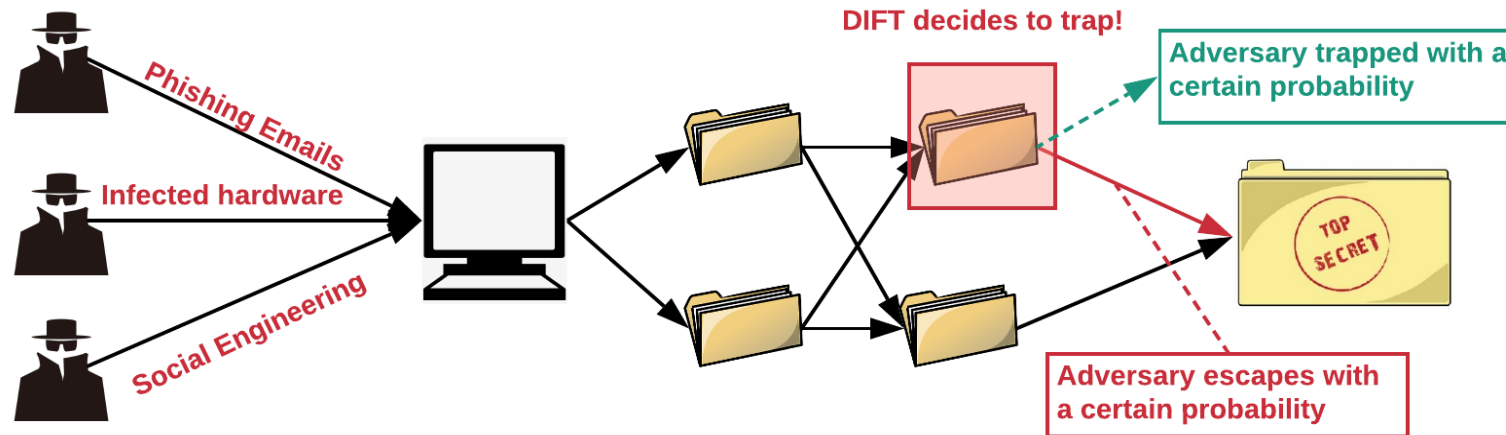 DIFT decides to trap!
Adversary trapped with a
certain probability
Phishing Emails
Infected hardware
Social Engineering
TOP
SECRET
Adversary escapes with
a certain probability